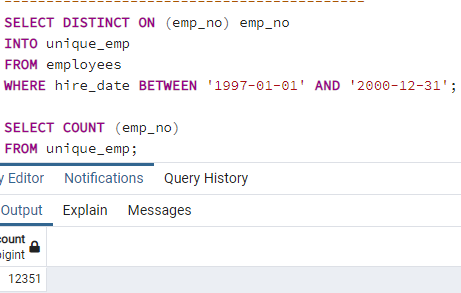 SELECT DISTINCT ON (emp_no) emp_no
INTO unique_emp
FROM employees
WHERE hire_date BETWEEN '1997-01-01' AND '2000-12-31';
SELECT COUNT (emp_no)
FROM unique_emp;
y Editor Notifications Query History
Output Explain Messages
count
bigint
12351